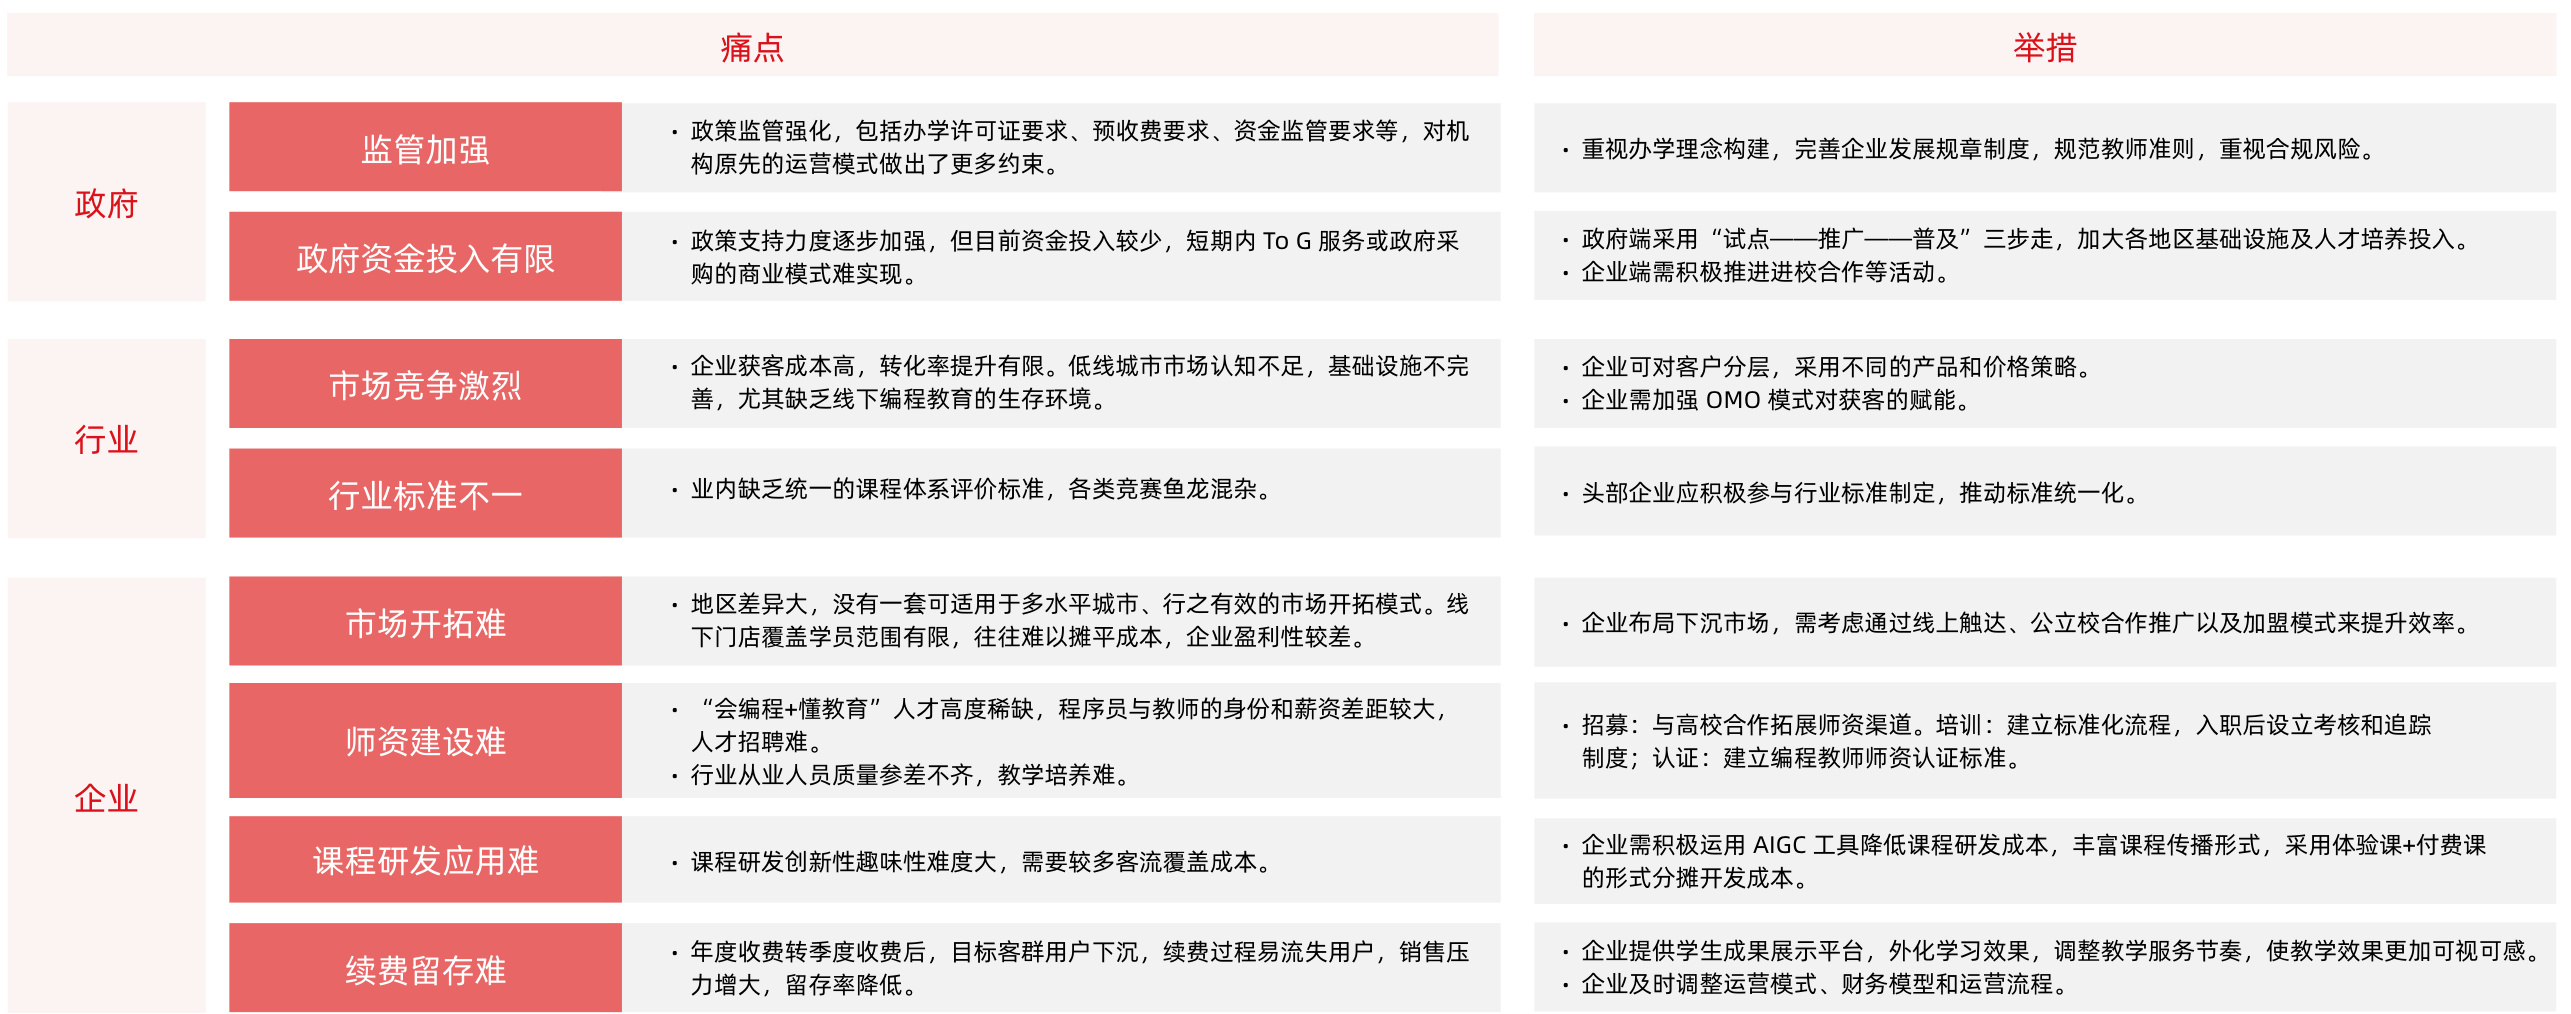 痛点
举措
政府
监管加强
· 政策监管强化，包括办学许可证要求、预收费要求、资金监管要求等，对机
构原先的运营模式做出了更多约束。
· 重视办学理念构建，完善企业发展规章制度，规范教师准则，重视合规风险。
政府资金投入有限
· 政策支持力度逐步加强，但目前资金投入较少，短期内 To G 服务或政府采
购的商业模式难实现。
· 政府端采用“试点——推广——普及”三步走，加大各地区基础设施及人才培养投入。
· 企业端需积极推进进校合作等活动。
行业
市场竞争激烈
· 企业获客成本高，转化率提升有限。低线城市市场认知不足，基础设施不完
善，尤其缺乏线下编程教育的生存环境。
· 企业可对客户分层，采用不同的产品和价格策略。
· 企业需加强 OMO 模式对获客的赋能。
行业标准不一
· 业内缺乏统一的课程体系评价标准，各类竞赛鱼龙混杂。
· 头部企业应积极参与行业标准制定，推动标准统一化。
企业
市场开拓难
· 地区差异大，没有一套可适用于多水平城市、行之有效的市场开拓模式。线
下门店覆盖学员范围有限，往往难以摊平成本，企业盈利性较差。
· 企业布局下沉市场，需考虑通过线上触达、公立校合作推广以及加盟模式来提升效率。
师资建设难
· “会编程+懂教育”人才高度稀缺，程序员与教师的身份和薪资差距较大，
人才招聘难。
· 行业从业人员质量参差不齐，教学培养难。
· 招募：与高校合作拓展师资渠道。培训：建立标准化流程，入职后设立考核和追踪
制度；认证：建立编程教师师资认证标准。
课程研发应用难
· 课程研发创新性趣味性难度大，需要较多客流覆盖成本。
· 企业需积极运用 AIGC 工具降低课程研发成本，丰富课程传播形式，采用体验课+付费课
的形式分摊开发成本。
续费留存难
· 年度收费转季度收费后，目标客群用户下沉，续费过程易流失用户，销售压
力增大，留存率降低。
· 企业提供学生成果展示平台，外化学习效果，调整教学服务节奏，使教学效果更加可视可感。
· 企业及时调整运营模式、财务模型和运营流程。